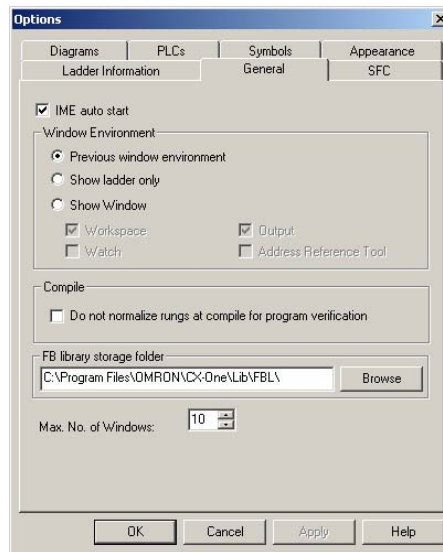 Options
Diagrams PLCs Symbols Appearance
Ladder Information General SFC
IME auto start
Window Environment
Previous window environment
Show ladder only
Show Window
Workspace Output
Watch Address Reference Tool
Compile
Do not normalize rungs at compile for program verification
FB library storage folder
C:\Program Files\OMRON\CX-One\Lib\FBL\ Browse
Max. No. of Windows: 10
OK Cancel Apply Help